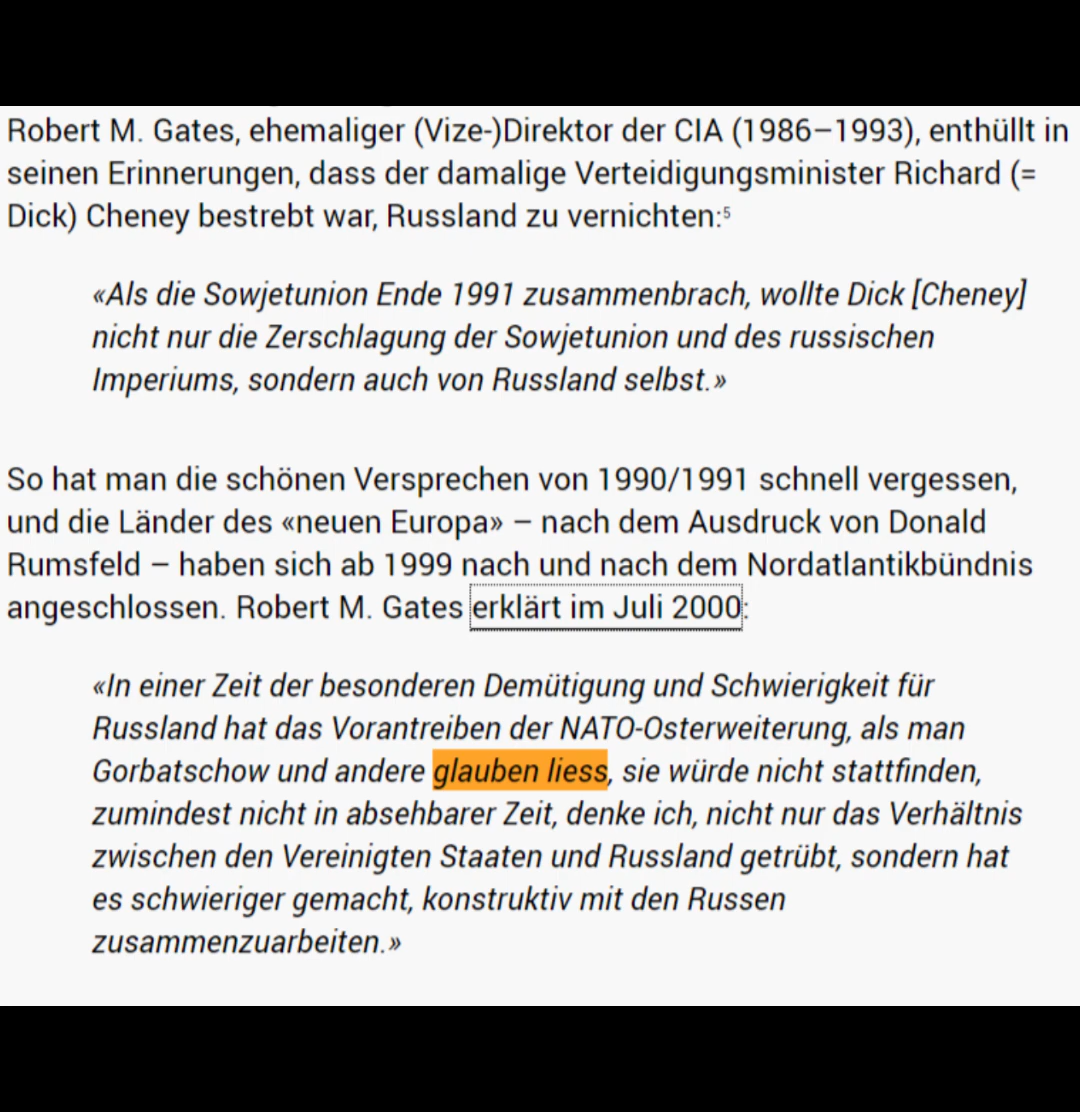 Robert M. Gates, ehemaliger (Vize-)Direktor der CIA (1986–1993), enthüllt in
seinen Erinnerungen, dass der damalige Verteidigungsminister Richard (=
Dick) Cheney bestrebt war, Russland zu vernichten:⁵
«Als die Sowjetunion Ende 1991 zusammenbrach, wollte Dick [Cheney]
nicht nur die Zerschlagung der Sowjetunion und des russischen
Imperiums, sondern auch von Russland selbst.»
So hat man die schönen Versprechen von 1990/1991 schnell vergessen,
und die Länder des «neuen Europa» – nach dem Ausdruck von Donald
Rumsfeld – haben sich ab 1999 nach und nach dem Nordatlantikbündnis
angeschlossen. Robert M. Gates erklärt im Juli 2000:
«In einer Zeit der besonderen Demütigung und Schwierigkeit für
Russland hat das Vorantreiben der NATO-Osterweiterung, als man
Gorbatschow und andere glauben liess, sie würde nicht stattfinden,
zumindest nicht in absehbarer Zeit, denke ich, nicht nur das Verhältnis
zwischen den Vereinigten Staaten und Russland getrübt, sondern hat
es schwieriger gemacht, konstruktiv mit den Russen
zusammenzuarbeiten.»